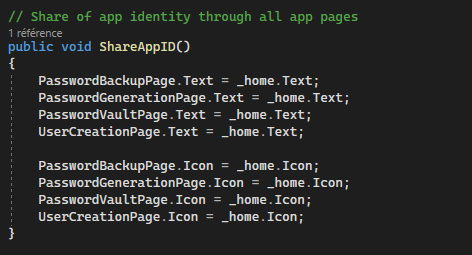 // Share of app identity through all app pages
1 référence
public void ShareAppID()
{
PasswordBackupPage.Text = _home.Text;
PasswordGenerationPage.Text = _home.Text;
PasswordVaultPage.Text = _home.Text;
UserCreationPage.Text = _home.Text;
PasswordBackupPage.Icon = _home.Icon;
PasswordGenerationPage.Icon = _home.Icon;
PasswordVaultPage.Icon = _home.Icon;
UserCreationPage.Icon = _home.Icon;
}